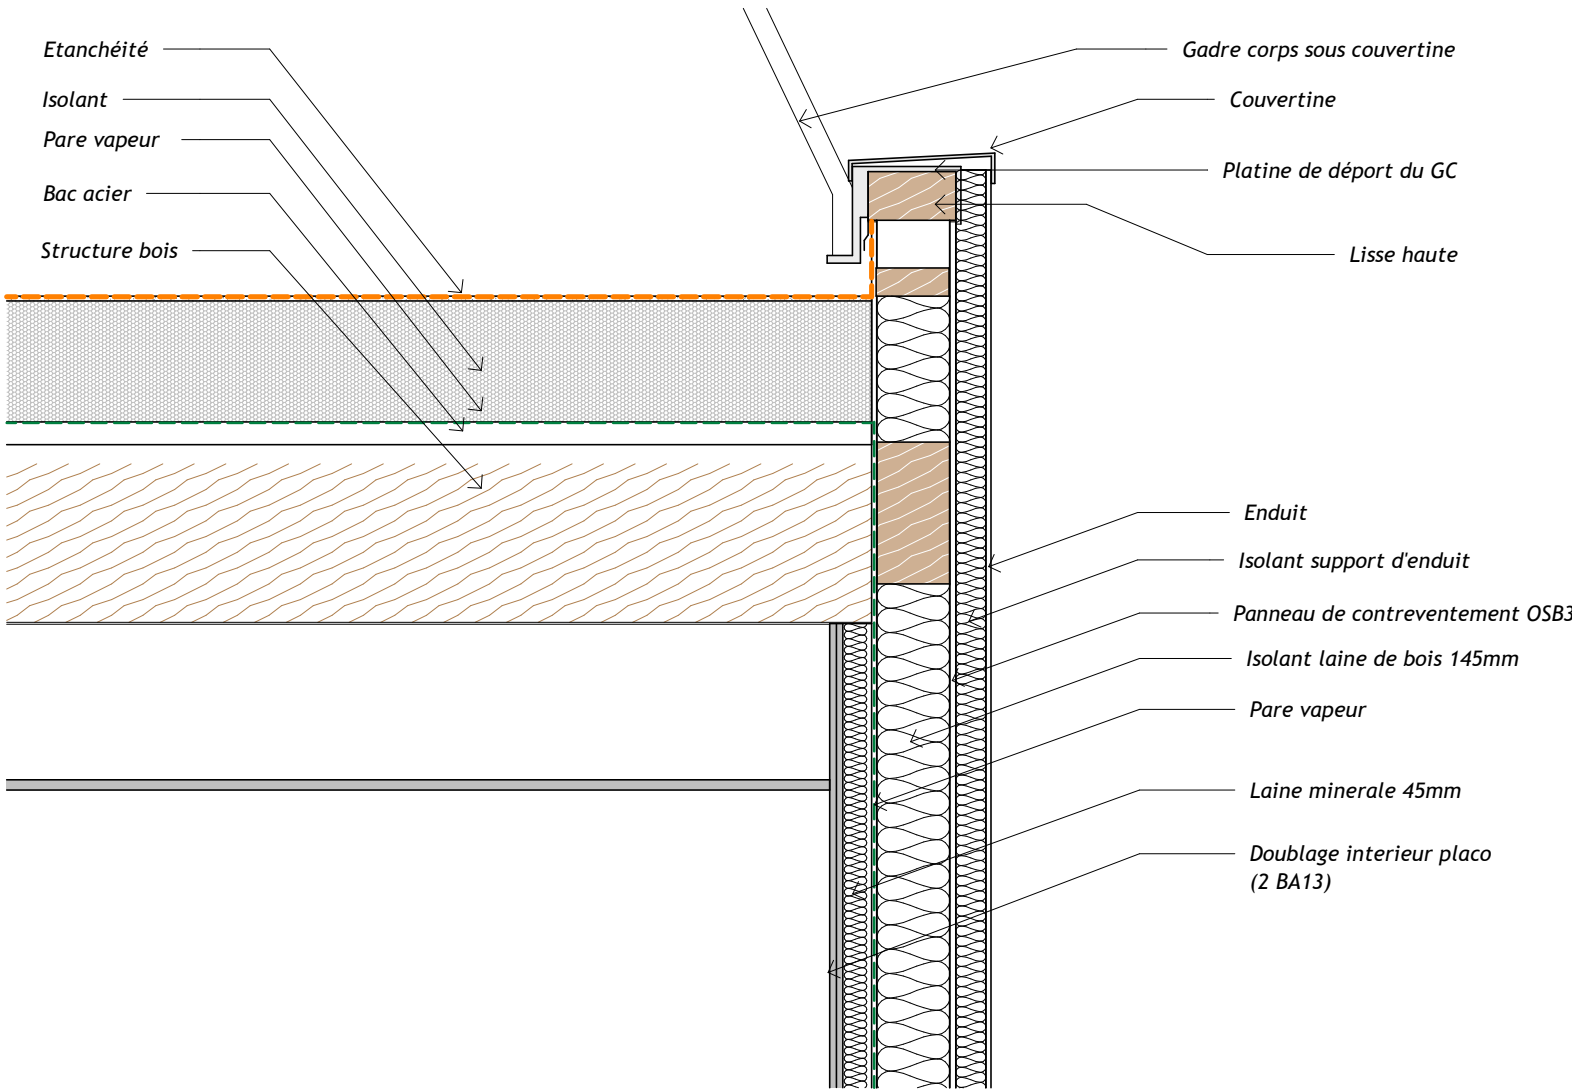 Etanchéité
Isolant
Pare vapeur
Bac acier
Structure bois
Gadre corps sous couvertine
Couvertine
Platine de déport du GC
Lisse haute
Enduit
Isolant support d'enduit
Panneau de contreventement OSB3
Isolant laine de bois 145mm
Pare vapeur
Laine minerale 45mm
Doublage interieur placo
(2 BA13)